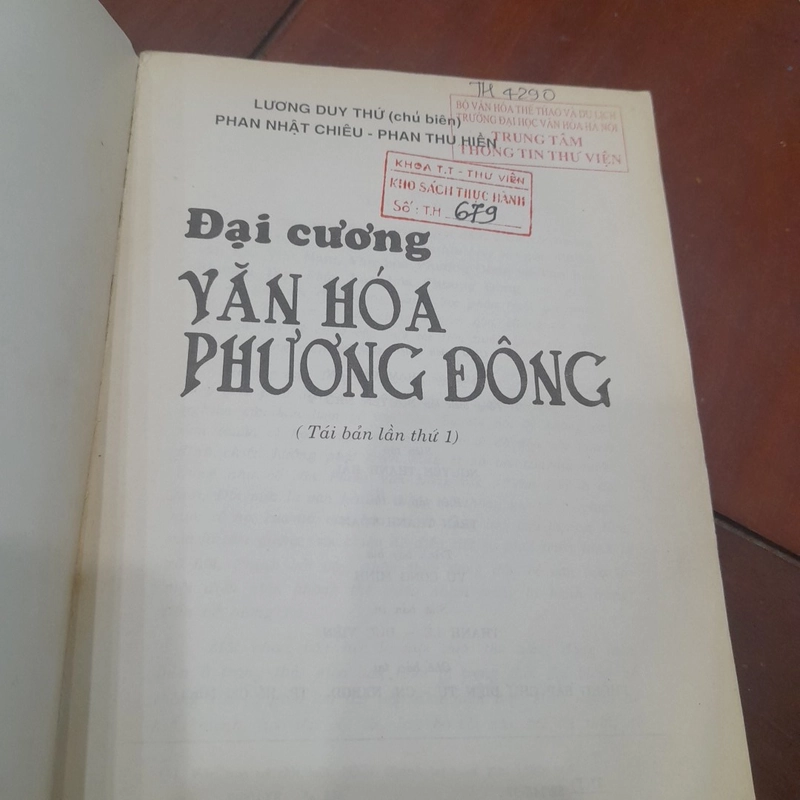 TH 4290
LƯƠNG DUY THỨ (chủ biên)
PHAN NHẬT CHIÊU - PHAN THU HIỀN
BỘ VĂN HÓA THỂ THAO VÀ DU LỊCH
TRƯỜNG ĐẠI HỌC VĂN HÓA HÀ NỘI
TRUNG TÂM
THÔNG TIN THƯ VIỆN
KHOA T.T - THƯ VIỆN
KHO SÁCH THỰC HÀNH
Số: T.H 679
Đại cương
VĂN HÓA
PHƯƠNG ĐÔNG
( Tái bản lần thứ 1)